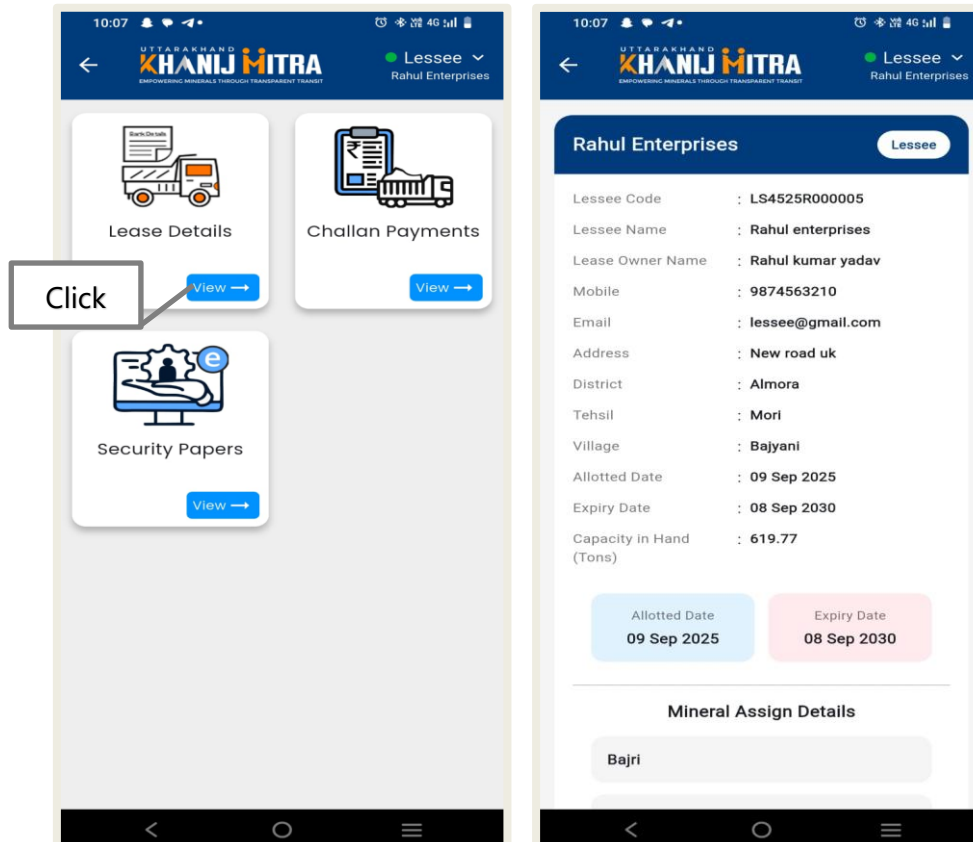 10:07
4G
UTTARAKHAND
KHANIJ MITRA
EMPOWERING MINERALS THROUGH TRANSPARENT TRANSIT
Lessee
Rahul Enterprises
Bank Details
₹
Lease Details
Challan Payments
View →
View →
Click
e
Security Papers
View →
10:07
4G
UTTARAKHAND
KHANIJ MITRA
EMPOWERING MINERALS THROUGH TRANSPARENT TRANSIT
Lessee
Rahul Enterprises
Rahul Enterprises
Lessee
Lessee Code : LS4525R000005
Lessee Name : Rahul enterprises
Lease Owner Name : Rahul kumar yadav
Mobile : 9874563210
Email : lessee@gmail.com
Address : New road uk
District : Almora
Tehsil : Mori
Village : Bajyani
Allotted Date : 09 Sep 2025
Expiry Date : 08 Sep 2030
Capacity in Hand : 619.77
(Tons)
Allotted Date
09 Sep 2025
Expiry Date
08 Sep 2030
Mineral Assign Details
Bajri